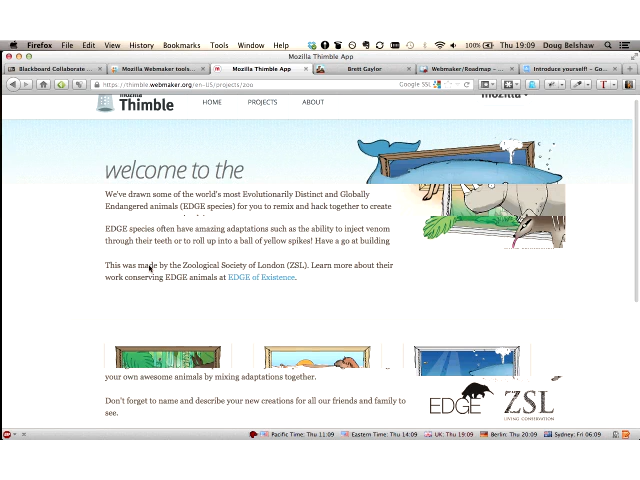 Firefox File Edit View History Bookmarks Tools Window Help 100% Thu 19:09 Doug Belshaw
Mozilla Thimble App
Blackboard Collaborate ... Mozilla Webmaker tools... Mozilla Thimble App Brett Gaylor Webmaker/Roadmap – ... Introduce yourself! – Go...
https://thimble.webmaker.org/en-US/projects/zoo Google SSL
mozilla
Thimble HOME PROJECTS ABOUT
welcome to the
We've drawn some of the world's most Evolutionarily Distinct and Globally
Endangered animals (EDGE species) for you to remix and hack together to create
EDGE species often have amazing adaptations such as the ability to inject venom
through their teeth or to roll up into a ball of yellow spikes! Have a go at building
This was made by the Zoological Society of London (ZSL). Learn more about their
work conserving EDGE animals at EDGE of Existence.
your own awesome animals by mixing adaptations together.
Don't forget to name and describe your new creations for all our friends and family to
see.
EDGE ZSL
LIVING CONSERVATION
Pacific Time: Thu 11:09 Eastern Time: Thu 14:09 UK: Thu 19:09 Berlin: Thu 20:09 Sydney: Fri 06:09